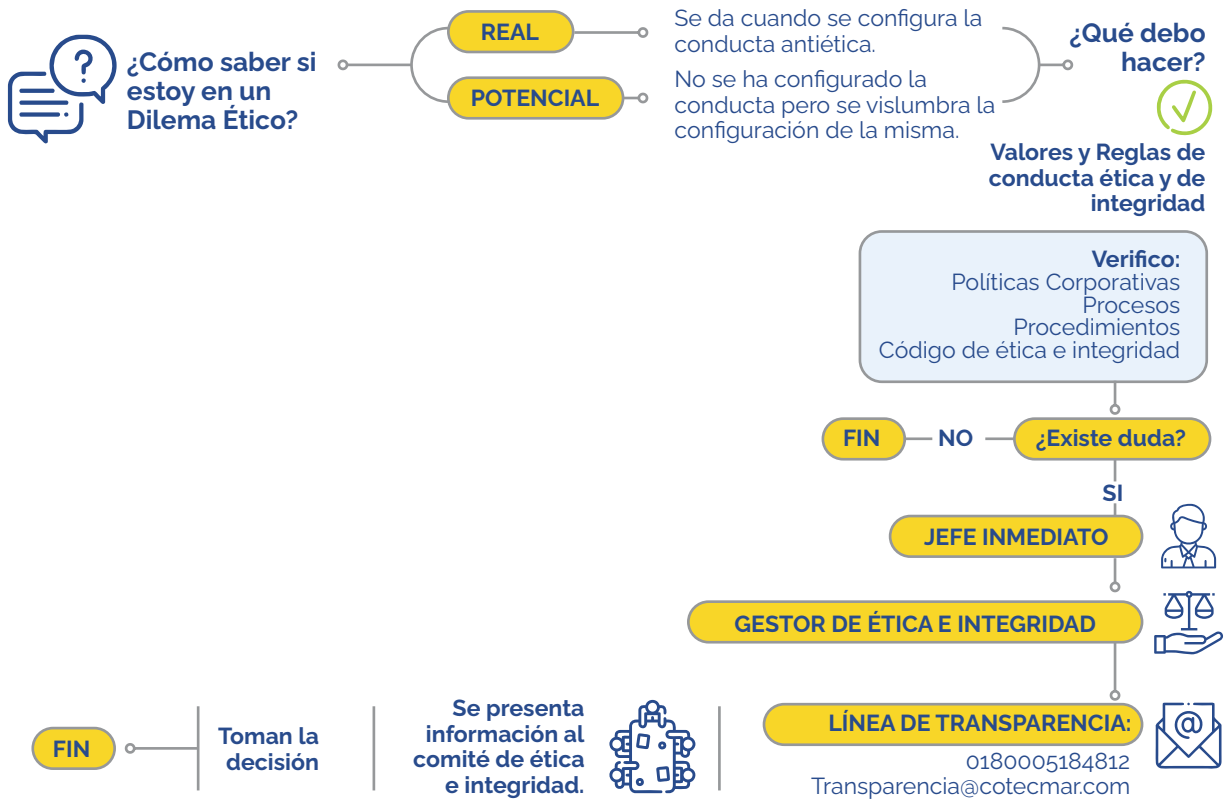 ¿Cómo saber si
estoy en un
Dilema Ético?
REAL
Se da cuando se configura la
conducta antiética.
POTENCIAL
No se ha configurado la
conducta pero se vislumbra la
configuración de la misma.
¿Qué debo
hacer?
Valores y Reglas de
conducta ética y de
integridad
Verifico:
Políticas Corporativas
Procesos
Procedimientos
Código de ética e integridad
¿Existe duda?
NO
FIN
SI
JEFE INMEDIATO
GESTOR DE ÉTICA E INTEGRIDAD
LÍNEA DE TRANSPARENCIA:
0180005184812
Transparencia@cotecmar.com
Se presenta
información al
comité de ética
e integridad.
Toman la
decisión
FIN